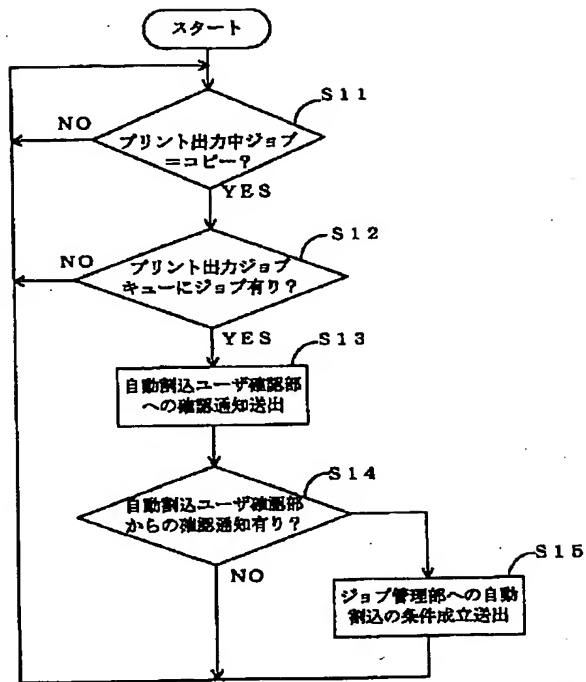 スタート
S11
NO
プリント出力中ジョブ
=コピー?
YES
S12
NO
プリント出力ジョブ
キューにジョブ有り?
YES
S13
自動割込ユーザ確認部
への確認通知送出
S14
自動割込ユーザ確認部
からの確認通知有り?
NO
S15
ジョブ管理部への自動
割込の条件成立送出